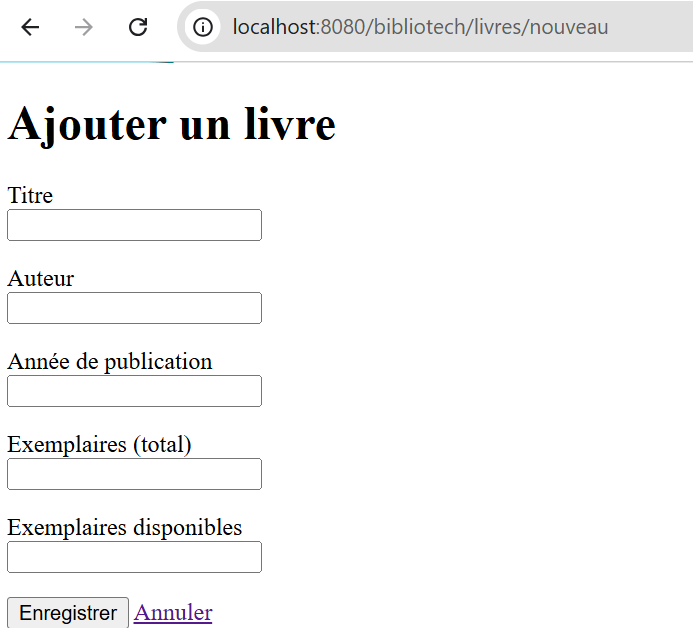 localhost:8080/bibliotech/livres/nouveau
Ajouter un livre
Titre
Auteur
Année de publication
Exemplaires (total)
Exemplaires disponibles
Enregistrer Annuler